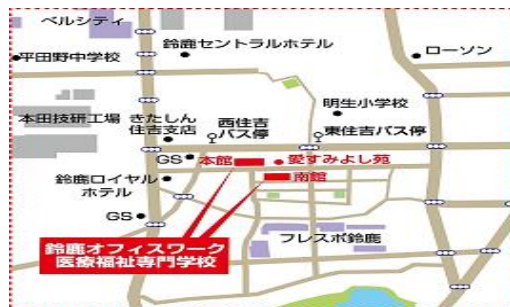 ベルシティ
鈴鹿セントラルホテル
平田野中学校
ローソン
明生小学校
本田技研工場
きたしん
住吉支店
西住吉
バス停
東住吉バス停
GS
本館
愛すみよし苑
鈴鹿ロイヤル
ホテル
南館
GS
鈴鹿オフィスワーク
医療福祉専門学校
フレスポ鈴鹿